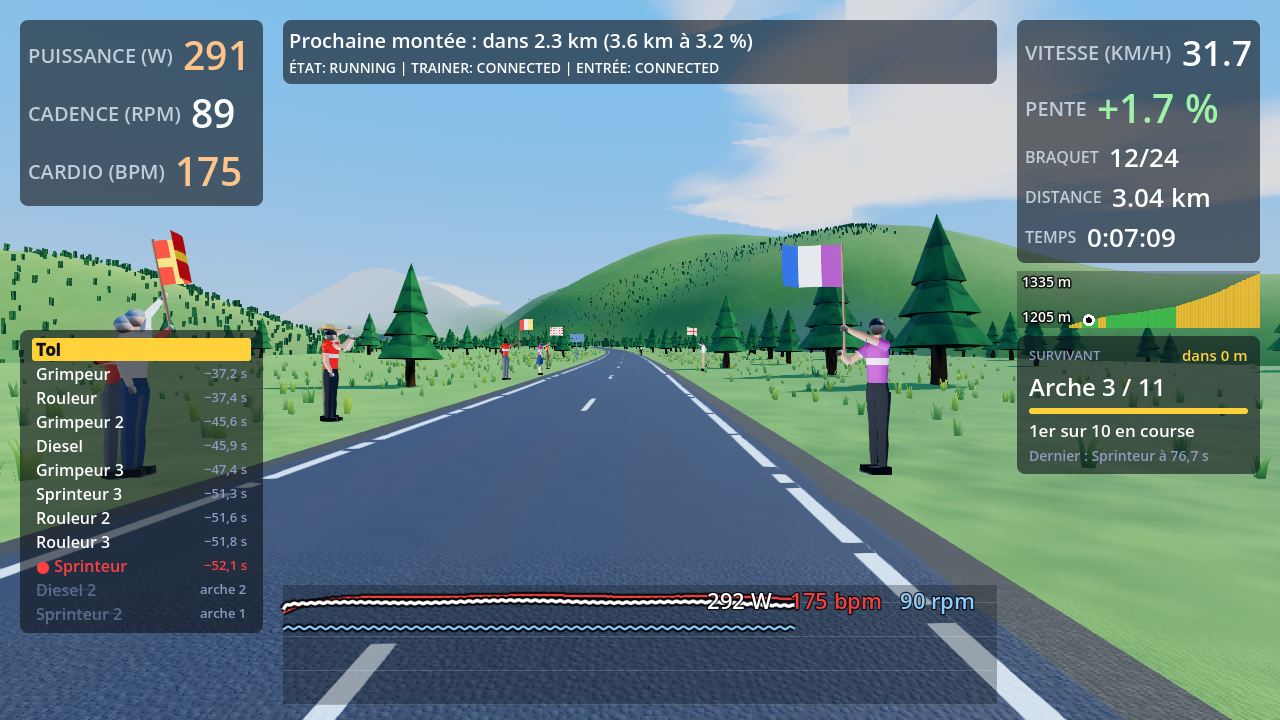 PUISSANCE (W) 291
CADENCE (RPM) 89
CARDIO (BPM) 175
Prochaine montée : dans 2.3 km (3.6 km à 3.2 %)
ÉTAT: RUNNING | TRAINER: CONNECTED | ENTRÉE: CONNECTED
VITESSE (KM/H) 31.7
PENTE +1.7 %
BRAQUET 12/24
DISTANCE 3.04 km
TEMPS 0:07:09
1335 m
1205 m
SURVIVANT dans 0 m
Arche 3 / 11
1er sur 10 en course
Dernier : Sprinteur à 76,7 s
Toi
Grimpeur −37,2 s
Rouleur −37,4 s
Grimpeur 2 −45,6 s
Diesel −45,9 s
Grimpeur 3 −47,4 s
Sprinteur 3 −51,3 s
Rouleur 2 −51,6 s
Rouleur 3 −51,8 s
Sprinteur −52,1 s
Diesel 2 arche 2
Sprinteur 2 arche 1
292 W 175 bpm 90 rpm